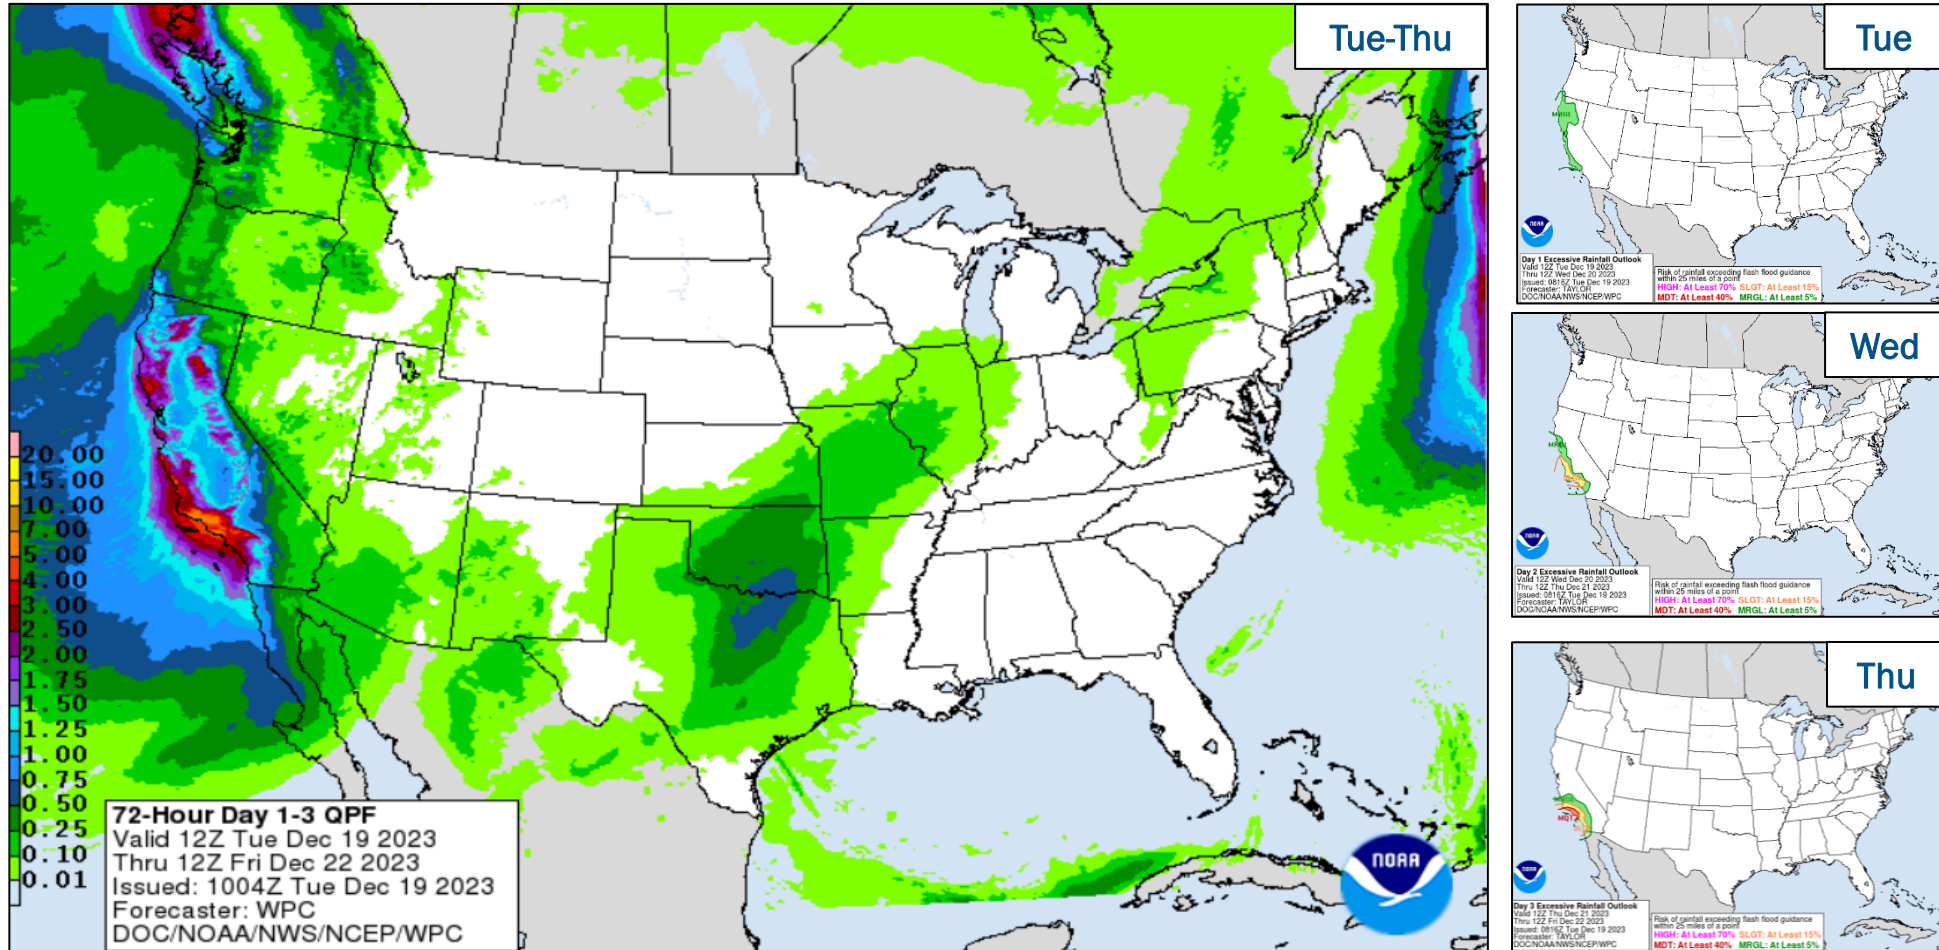 Tue-Thu
20.00
15.00
10.00
7.00
5.00
4.00
3.00
2.50
2.00
1.75
1.50
1.25
1.00
0.75
0.50
0.25
0.10
0.01
72-Hour Day 1-3 QPF
Valid 12Z Tue Dec 19 2023
Thru 12Z Fri Dec 22 2023
Issued: 1004Z Tue Dec 19 2023
Forecaster: WPC
DOC/NOAA/NWS/NCEP/WPC
NOAA
Tue
MRGL
NOAA
Day 1 Excessive Rainfall Outlook
Valid 12Z Tue Dec 19 2023
Thru 12Z Wed Dec 20 2023
Issued: 0816Z Tue Dec 19 2023
Forecaster: TAYLOR
DOC/NOAA/NWS/NCEP/WPC
Risk of rainfall exceeding flash flood guidance
within 25 miles of a point
HIGH: At Least 70% SLGT: At Least 15%
MDT: At Least 40% MRGL: At Least 5%
Wed
NOAA
Day 2 Excessive Rainfall Outlook
Valid 12Z Wed Dec 20 2023
Thru 12Z Thu Dec 21 2023
Issued: 0816Z Tue Dec 19 2023
Forecaster: TAYLOR
DOC/NOAA/NWS/NCEP/WPC
Risk of rainfall exceeding flash flood guidance
within 25 miles of a point
HIGH: At Least 70% SLGT: At Least 15%
MDT: At Least 40% MRGL: At Least 5%
Thu
MDT
NOAA
Day 3 Excessive Rainfall Outlook
Valid 12Z Thu Dec 21 2023
Thru 12Z Fri Dec 22 2023
Issued: 0816Z Tue Dec 19 2023
Forecaster: TAYLOR
DOC/NOAA/NWS/NCEP/WPC
Risk of rainfall exceeding flash flood guidance
within 25 miles of a point
HIGH: At Least 70% SLGT: At Least 15%
MDT: At Least 40% MRGL: At Least 5%